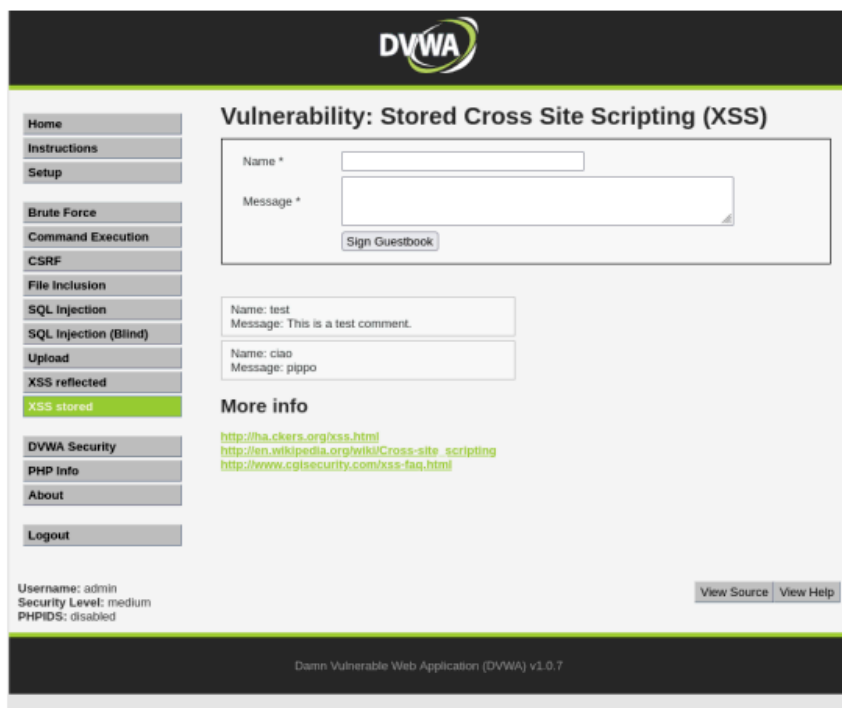 DVWA
Vulnerability: Stored Cross Site Scripting (XSS)
Home
Instructions
Setup
Brute Force
Command Execution
CSRF
File Inclusion
SQL Injection
SQL Injection (Blind)
Upload
XSS reflected
XSS stored
DVWA Security
PHP Info
About
Logout
Name *
Message *
Sign Guestbook
Name: test
Message: This is a test comment.
Name: ciao
Message: pippo
More info
http://ha.ckers.org/xss.html
http://en.wikipedia.org/wiki/Cross-site_scripting
http://www.cgisecurity.com/xss-faq.html
Username: admin
Security Level: medium
PHPIDS: disabled
View Source
View Help
Damn Vulnerable Web Application (DVWA) v1.0.7